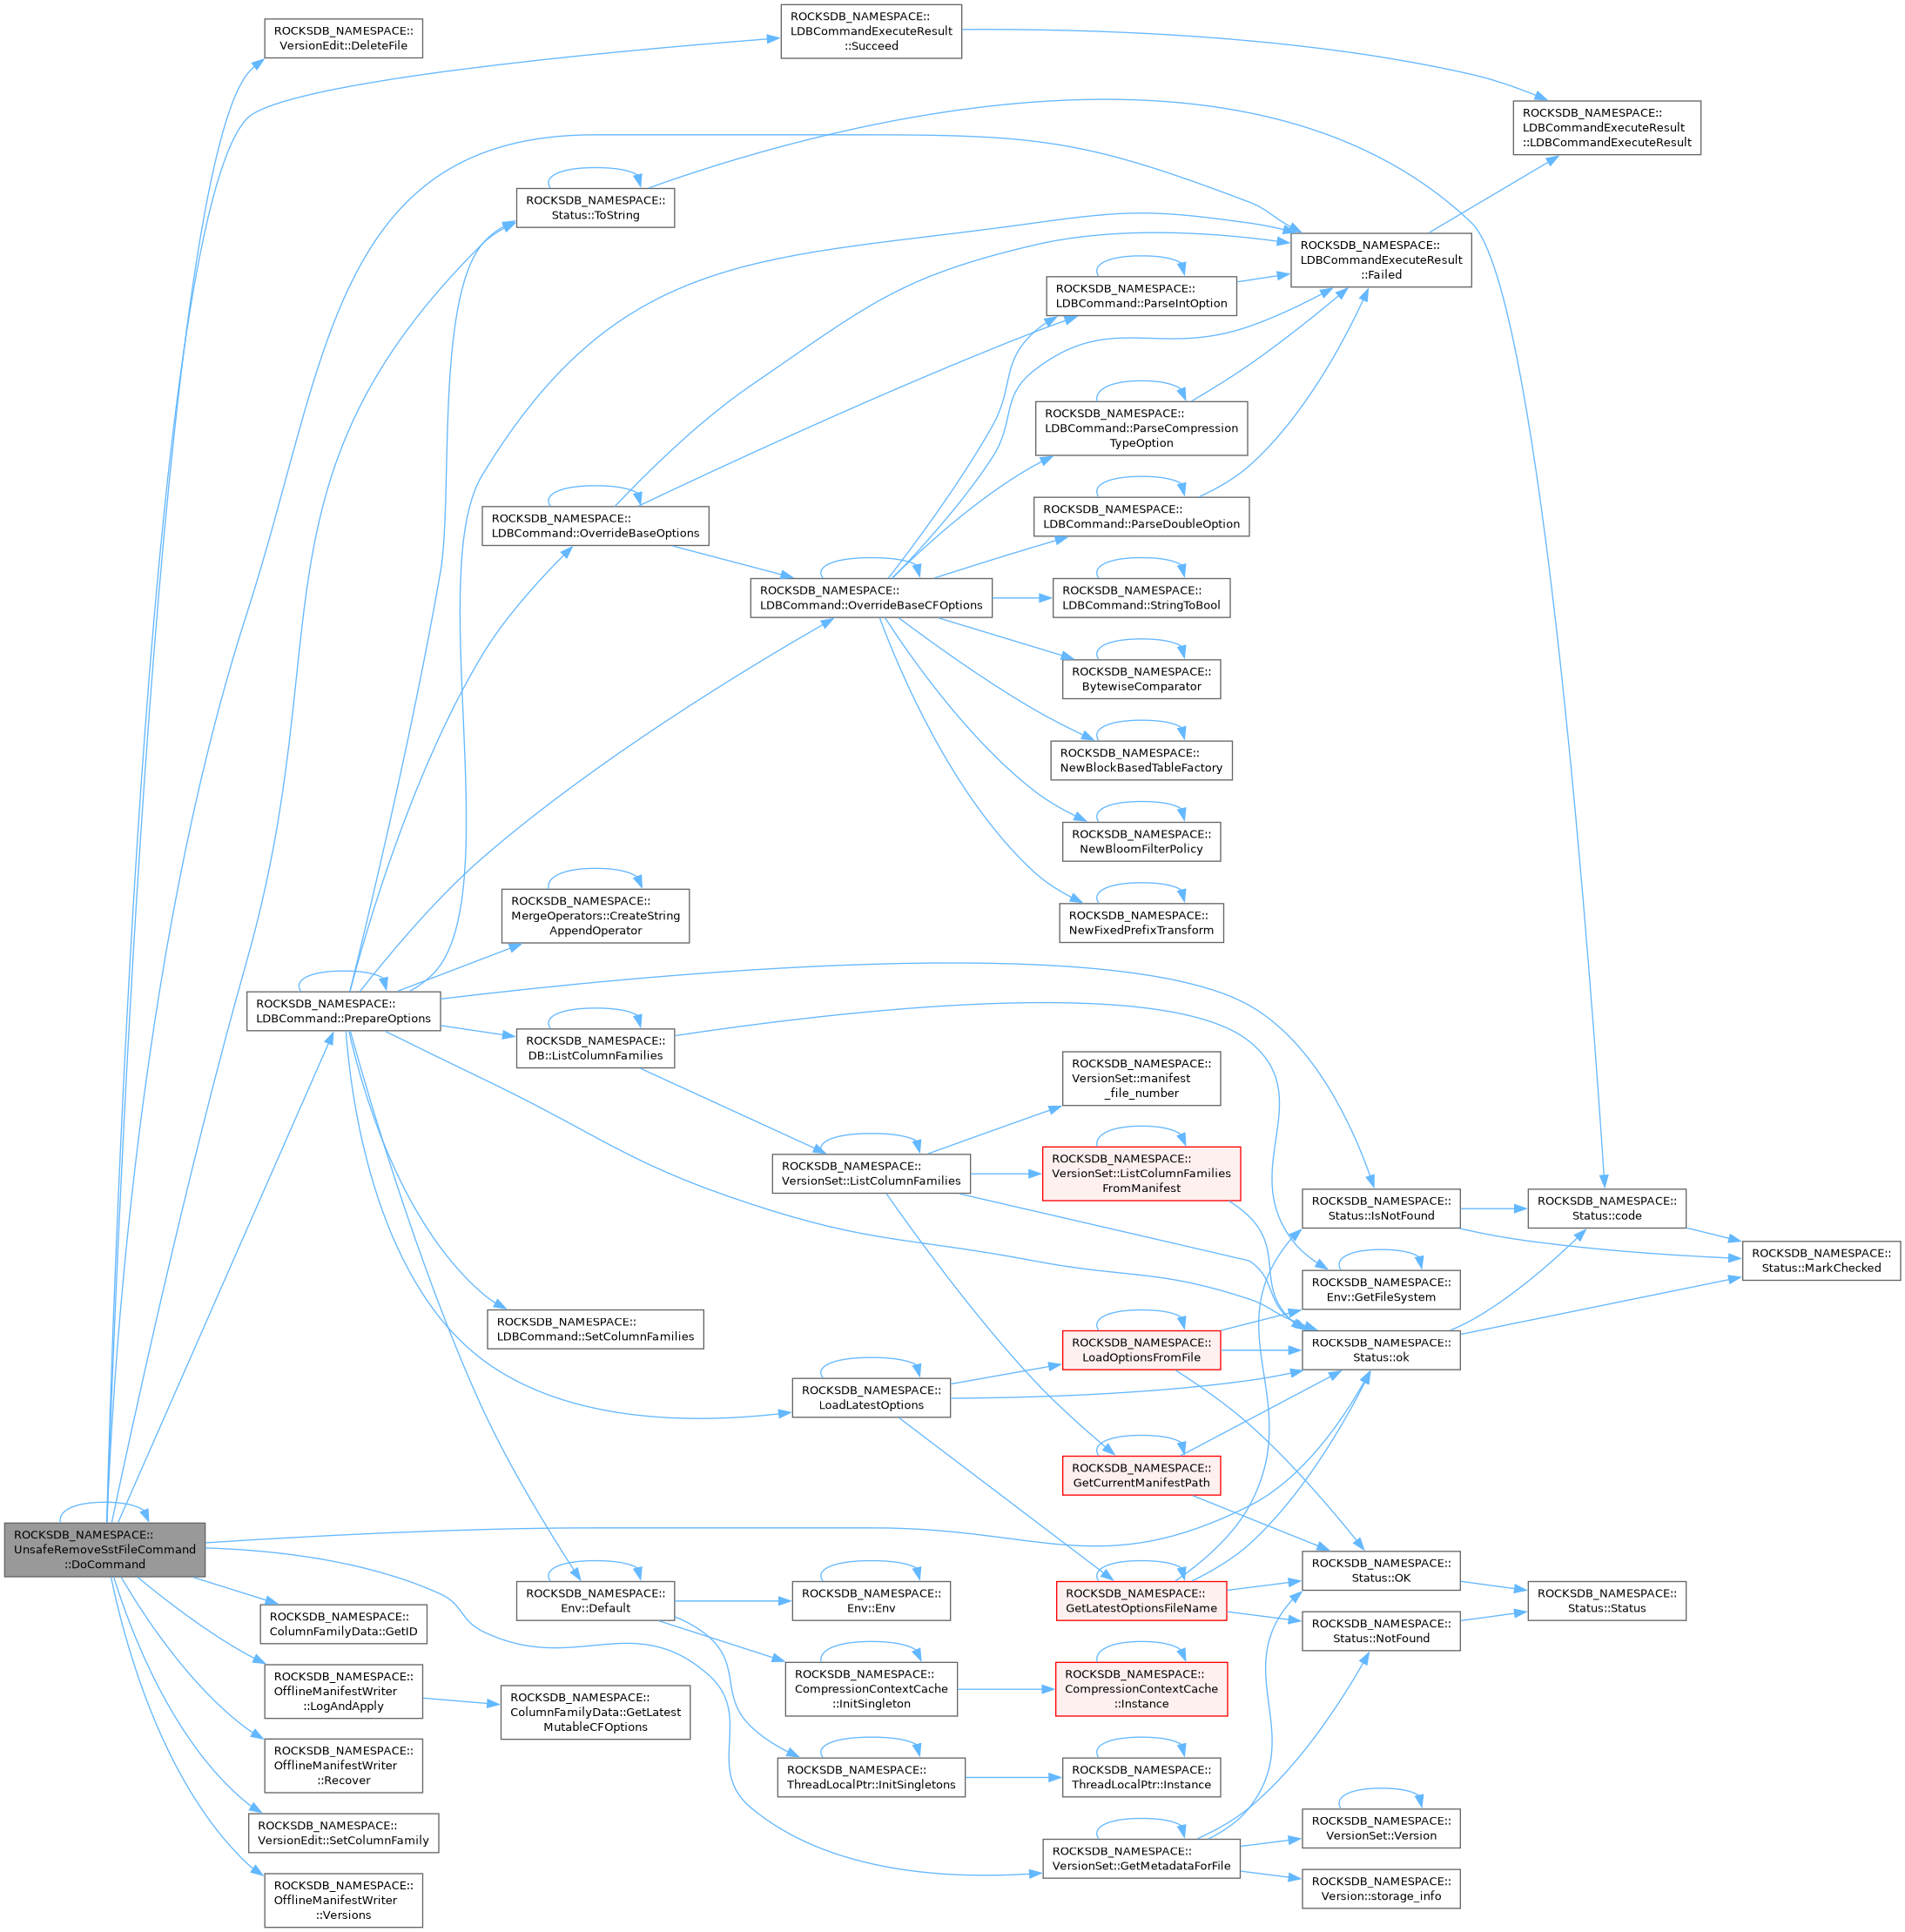 ROCKSDB_NAMESPACE::
VersionEdit::DeleteFile
ROCKSDB_NAMESPACE::
LDBCommandExecuteResult
::Succeed
ROCKSDB_NAMESPACE::
LDBCommandExecuteResult
::LDBCommandExecuteResult
ROCKSDB_NAMESPACE::
Status::ToString
ROCKSDB_NAMESPACE::
LDBCommandExecuteResult
::Failed
ROCKSDB_NAMESPACE::
LDBCommand::ParseIntOption
ROCKSDB_NAMESPACE::
LDBCommand::ParseCompression
TypeOption
ROCKSDB_NAMESPACE::
LDBCommand::OverrideBaseOptions
ROCKSDB_NAMESPACE::
LDBCommand::ParseDoubleOption
ROCKSDB_NAMESPACE::
LDBCommand::OverrideBaseCFOptions
ROCKSDB_NAMESPACE::
LDBCommand::StringToBool
ROCKSDB_NAMESPACE::
BytewiseComparator
ROCKSDB_NAMESPACE::
NewBlockBasedTableFactory
ROCKSDB_NAMESPACE::
NewBloomFilterPolicy
ROCKSDB_NAMESPACE::
MergeOperators::CreateString
AppendOperator
ROCKSDB_NAMESPACE::
NewFixedPrefixTransform
ROCKSDB_NAMESPACE::
LDBCommand::PrepareOptions
ROCKSDB_NAMESPACE::
DB::ListColumnFamilies
ROCKSDB_NAMESPACE::
VersionSet::manifest
_file_number
ROCKSDB_NAMESPACE::
VersionSet::ListColumnFamilies
ROCKSDB_NAMESPACE::
VersionSet::ListColumnFamilies
FromManifest
ROCKSDB_NAMESPACE::
Status::IsNotFound
ROCKSDB_NAMESPACE::
Status::code
ROCKSDB_NAMESPACE::
Status::MarkChecked
ROCKSDB_NAMESPACE::
Env::GetFileSystem
ROCKSDB_NAMESPACE::
LDBCommand::SetColumnFamilies
ROCKSDB_NAMESPACE::
LoadOptionsFromFile
ROCKSDB_NAMESPACE::
Status::ok
ROCKSDB_NAMESPACE::
LoadLatestOptions
ROCKSDB_NAMESPACE::
GetCurrentManifestPath
ROCKSDB_NAMESPACE::
UnsafeRemoveSstFileCommand
::DoCommand
ROCKSDB_NAMESPACE::
Status::OK
ROCKSDB_NAMESPACE::
Env::Default
ROCKSDB_NAMESPACE::
Env::Env
ROCKSDB_NAMESPACE::
GetLatestOptionsFileName
ROCKSDB_NAMESPACE::
Status::Status
ROCKSDB_NAMESPACE::
ColumnFamilyData::GetID
ROCKSDB_NAMESPACE::
Status::NotFound
ROCKSDB_NAMESPACE::
OfflineManifestWriter
::LogAndApply
ROCKSDB_NAMESPACE::
ColumnFamilyData::GetLatest
MutableCFOptions
ROCKSDB_NAMESPACE::
CompressionContextCache
::InitSingleton
ROCKSDB_NAMESPACE::
CompressionContextCache
::Instance
ROCKSDB_NAMESPACE::
OfflineManifestWriter
::Recover
ROCKSDB_NAMESPACE::
ThreadLocalPtr::InitSingletons
ROCKSDB_NAMESPACE::
ThreadLocalPtr::Instance
ROCKSDB_NAMESPACE::
VersionEdit::SetColumnFamily
ROCKSDB_NAMESPACE::
VersionSet::GetMetadataForFile
ROCKSDB_NAMESPACE::
VersionSet::Version
ROCKSDB_NAMESPACE::
OfflineManifestWriter
::Versions
ROCKSDB_NAMESPACE::
Version::storage_info